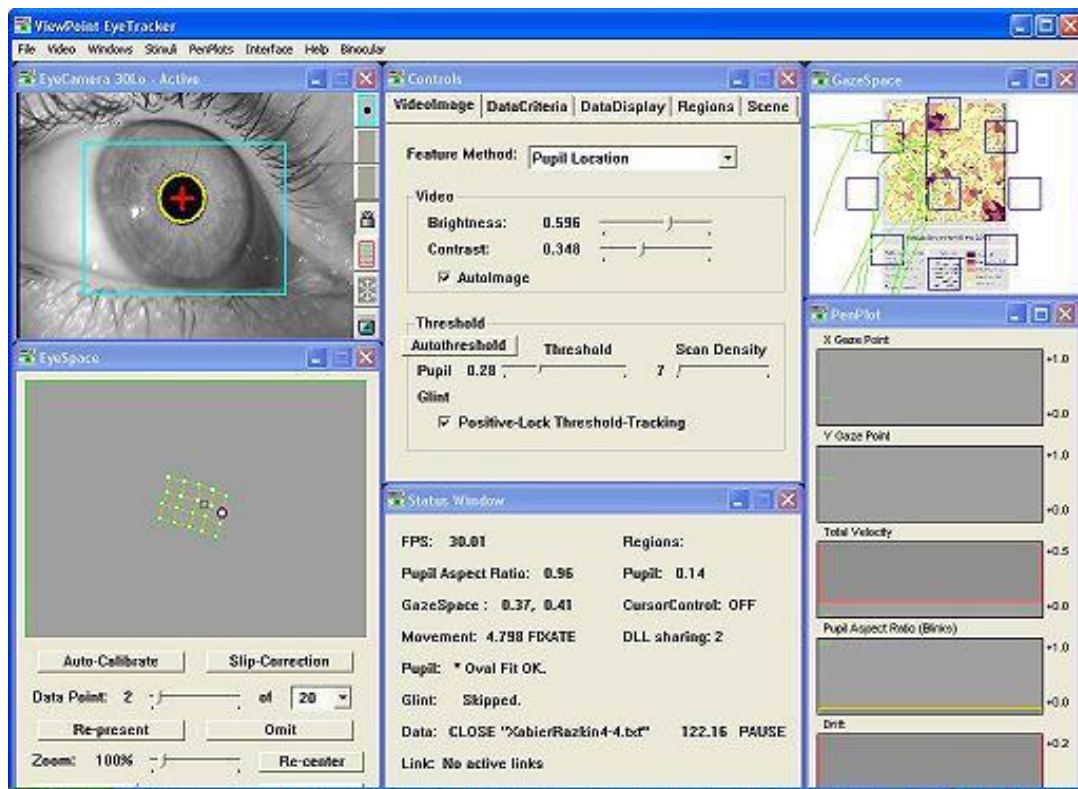 ViewPoint EyeTracker
File Video Windows Stimuli PenPlots Interface Help Binocular
EyeCamera 30Lo - Active
Controls
VideoImage DataCriteria DataDisplay Regions Scene
Feature Method: Pupil Location
Video
Brightness: 0.596
Contrast: 0.348
AutoImage
Threshold
Autothreshold Threshold Scan Density
Pupil 0.28 7
Glint
Positive-Lock Threshold-Tracking
GazeSpace
EyeSpace
Auto-Calibrate Slip-Correction
Data Point: 2 of 20
Re-present Omit
Zoom: 100% Re-center
Status Window
FPS: 30.01 Regions:
Pupil Aspect Ratio: 0.96 Pupil: 0.14
GazeSpace : 0.37, 0.41 CursorControl: OFF
Movement: 4.798 FIXATE DLL sharing: 2
Pupil: * Oval Fit OK.
Glint: Skipped.
Data: CLOSE "XabierRazkin4-4.txt" 122.16 PAUSE
Link: No active links
PenPlot
X Gaze Point
+1.0
+0.0
Y Gaze Point
+1.0
+0.0
Total Velocity
+0.5
+0.0
Pupil Aspect Ratio (Blinks)
+1.0
+0.0
Drift
+0.2